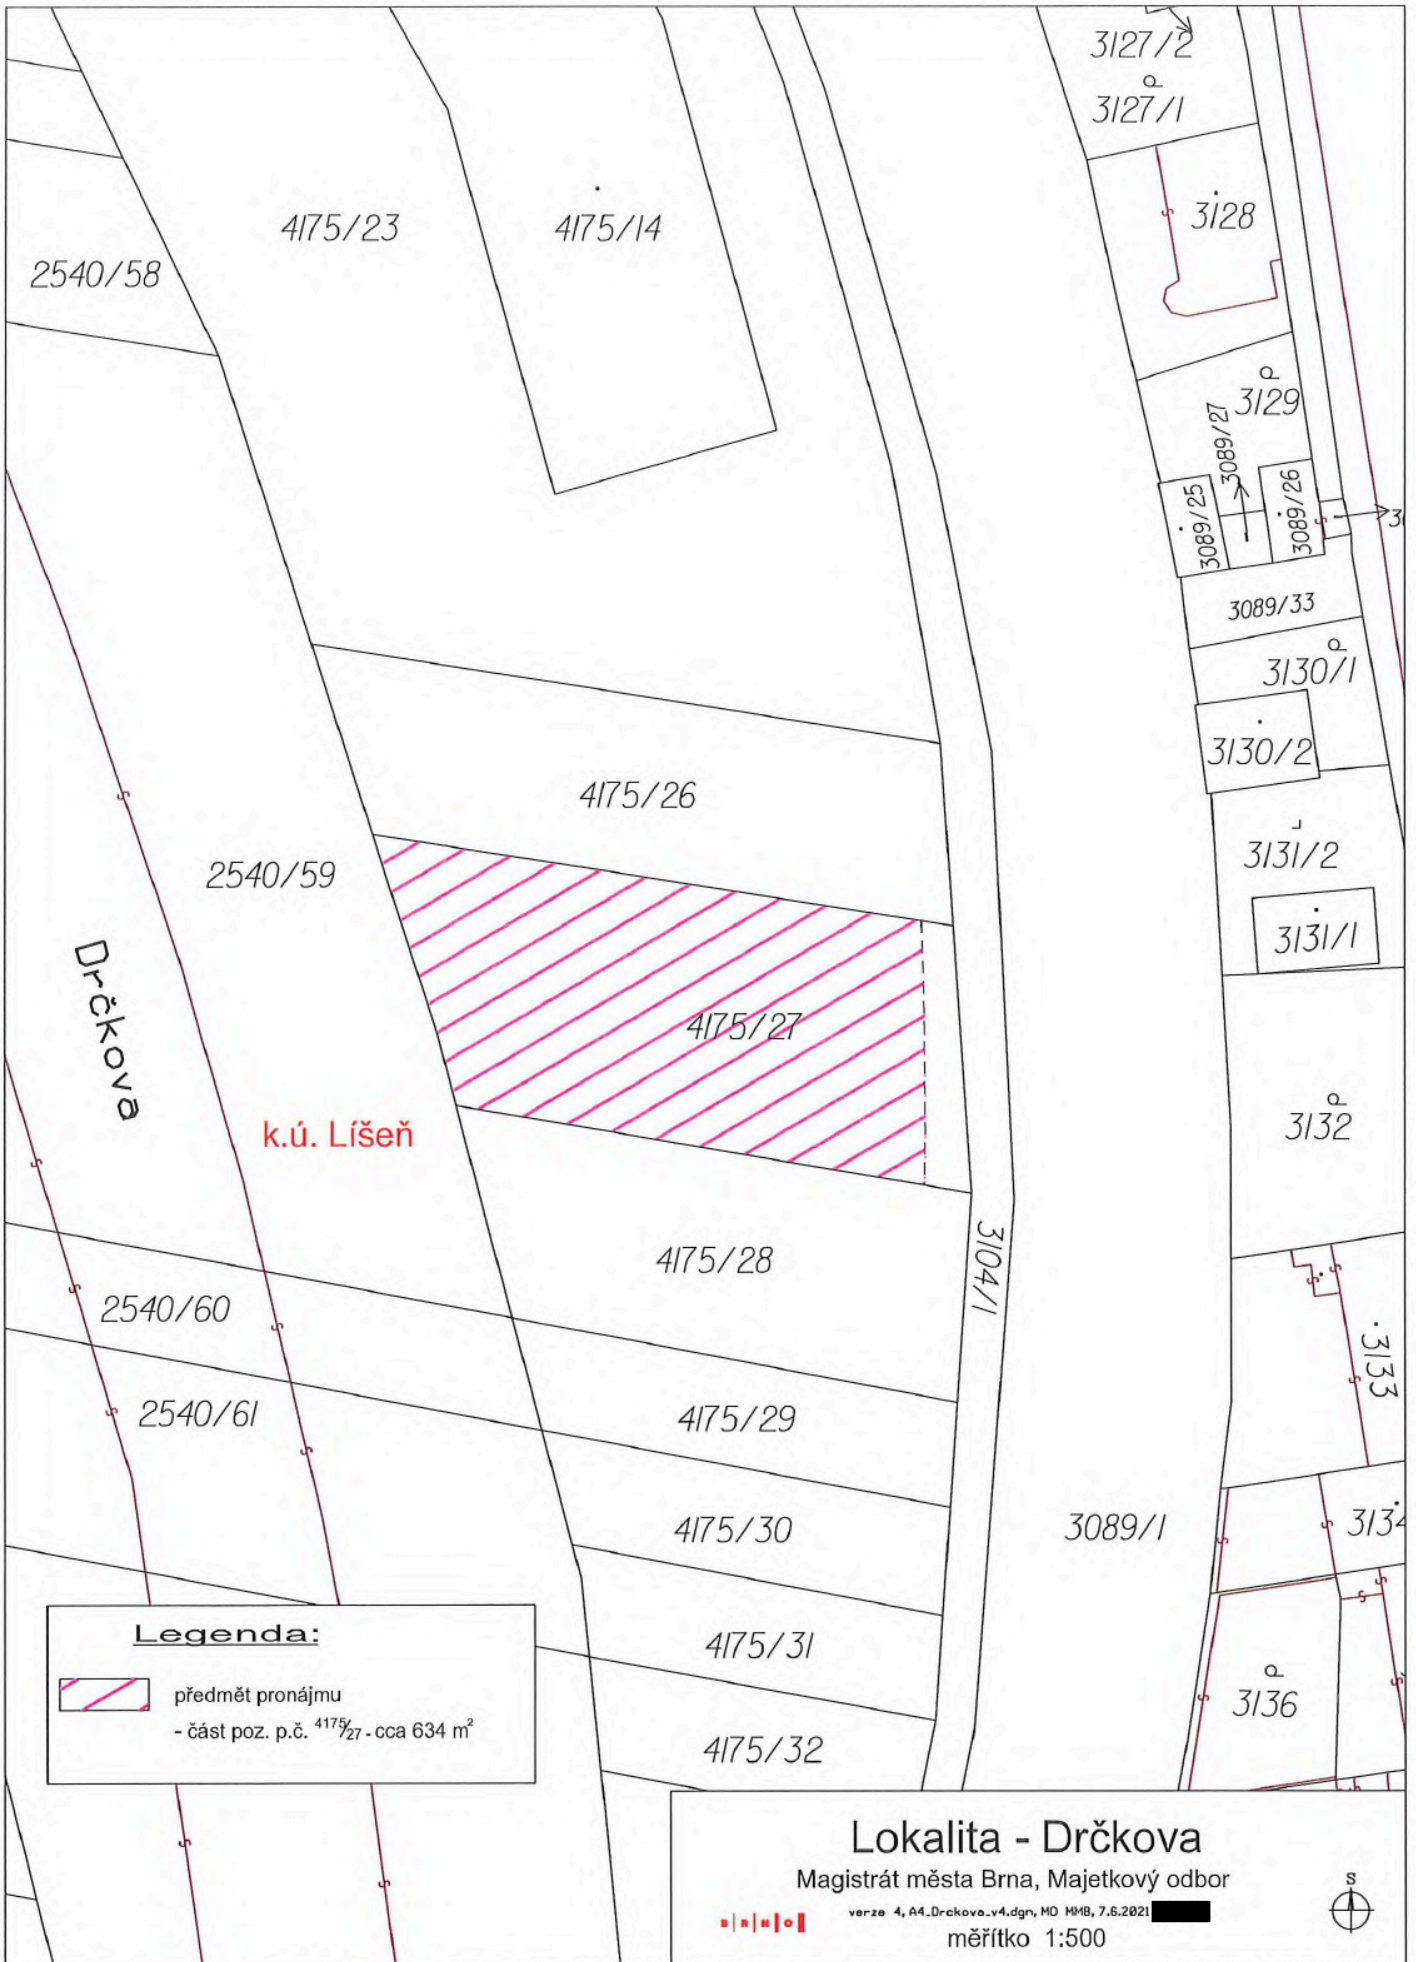 3127/2
3127/1
3128
4175/23
4175/14
2540/58
3129
3089/27
3089/25
3089/26
3089/33
3130/1
3130/2
4175/26
3131/2
2540/59
3131/1
Drčkova
4175/27
k.ú. Líšeň
3132
4175/28
3104/1
2540/60
3133
2540/61
4175/29
4175/30
3089/1
4175/31
3136
4175/32
Legenda:
předmět pronájmu
- část poz. p.č. 4175/27 - cca 634 m²
Lokalita - Drčkova
Magistrát města Brna, Majetkový odbor
verze 4, A4_Drckova_v4.dgn, MO MMB, 7.6.2021
BRNO
měřítko 1:500
S